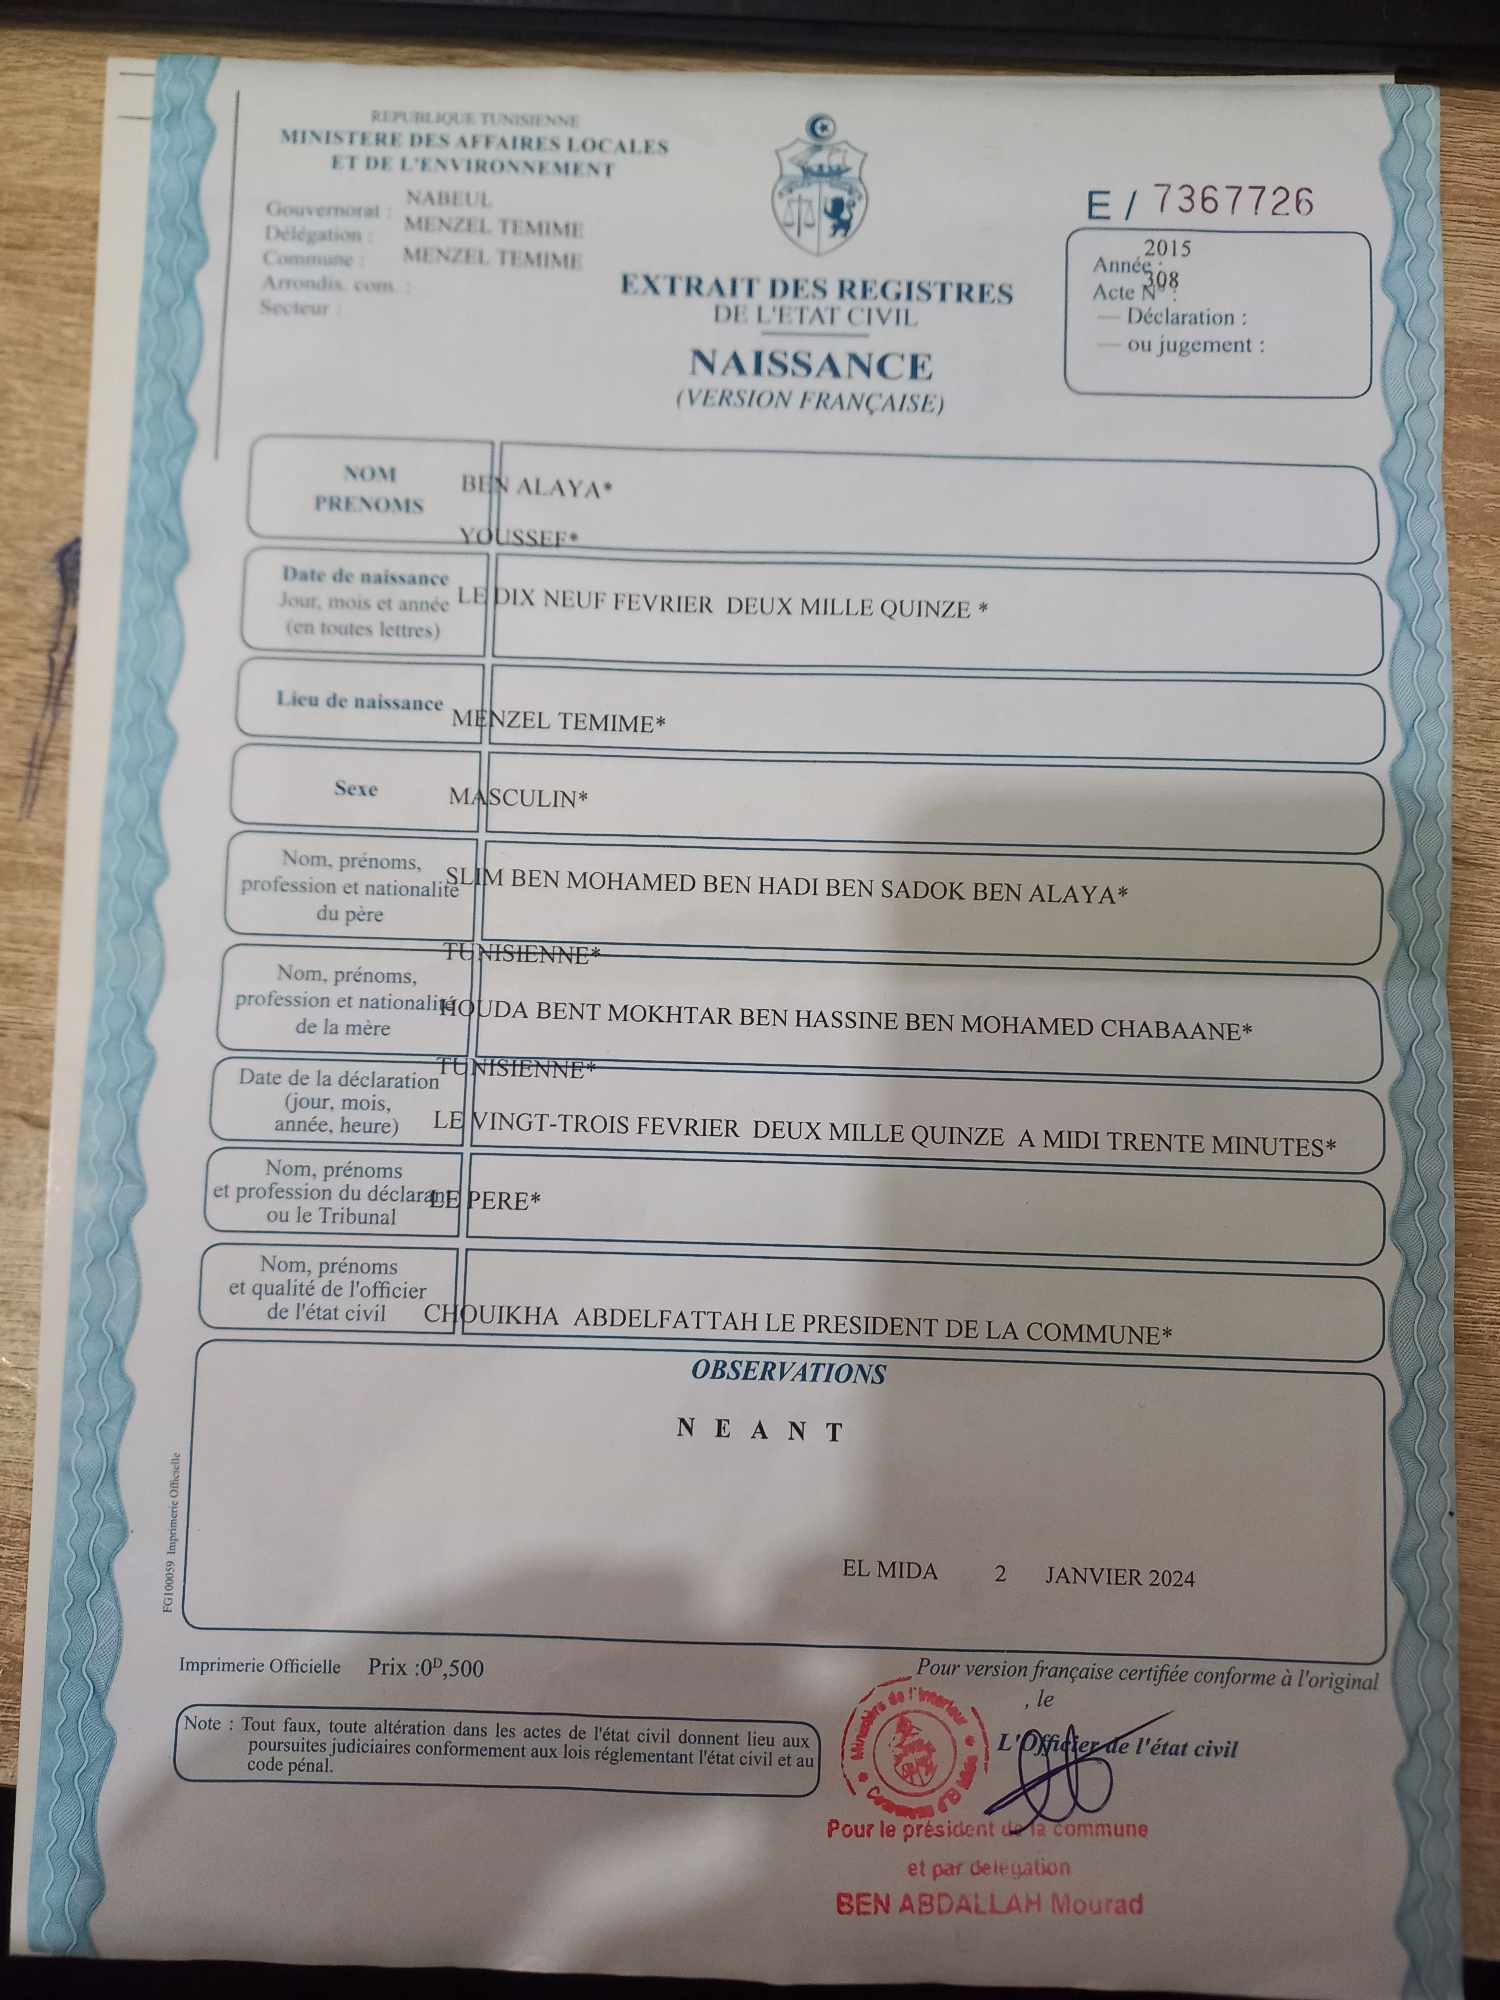 REPUBLIQUE TUNISIENNE
MINISTERE DES AFFAIRES LOCALES
ET DE L'ENVIRONNEMENT
Gouvernorat : NABEUL
Délégation : MENZEL TEMIME
Commune : MENZEL TEMIME
Arrondis. com. :
Secteur :
E / 7367726
Année : 2015
Acte N° : 308
— Déclaration :
— ou jugement :
EXTRAIT DES REGISTRES
DE L'ETAT CIVIL
NAISSANCE
(VERSION FRANÇAISE)
NOM BEN ALAYA*
PRENOMS YOUSSEF*
Date de naissance
Jour, mois et année
(en toutes lettres)
LE DIX NEUF FEVRIER DEUX MILLE QUINZE *
Lieu de naissance MENZEL TEMIME*
Sexe MASCULIN*
Nom, prénoms,
profession et nationalité
du père
SLIM BEN MOHAMED BEN HADI BEN SADOK BEN ALAYA*
TUNISIENNE*
Nom, prénoms,
profession et nationalité
de la mère
HOUDA BENT MOKHTAR BEN HASSINE BEN MOHAMED CHABAANE*
TUNISIENNE*
Date de la déclaration
(jour, mois,
année, heure)
LE VINGT-TROIS FEVRIER DEUX MILLE QUINZE A MIDI TRENTE MINUTES*
Nom, prénoms
et profession du déclarant
ou le Tribunal
LE PERE*
Nom, prénoms
et qualité de l'officier
de l'état civil
CHOUIKHA ABDELFATTAH LE PRESIDENT DE LA COMMUNE*
OBSERVATIONS
N E A N T
EL MIDA 2 JANVIER 2024
FG100059 Imprimerie Officielle
Imprimerie Officielle Prix :0ᴰ,500
Pour version française certifiée conforme à l'original
, le
L'Officier de l'état civil
Note : Tout faux, toute altération dans les actes de l'état civil donnent lieu aux
poursuites judiciaires conformement aux lois réglementant l'état civil et au
code pénal.
Ministère de l'Interieur
Pour le président de la commune
et par delegation
BEN ABDALLAH Mourad